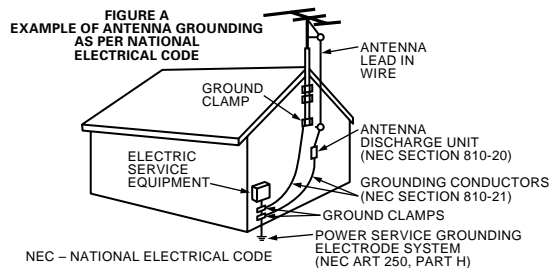 FIGURE A
EXAMPLE OF ANTENNA GROUNDING
AS PER NATIONAL
ELECTRICAL CODE
ANTENNA
LEAD IN
WIRE
GROUND
CLAMP
ANTENNA
DISCHARGE UNIT
(NEC SECTION 810-20)
ELECTRIC
SERVICE
EQUIPMENT
GROUNDING CONDUCTORS
(NEC SECTION 810-21)
GROUND CLAMPS
POWER SERVICE GROUNDING
ELECTRODE SYSTEM
(NEC ART 250, PART H)
NEC – NATIONAL ELECTRICAL CODE